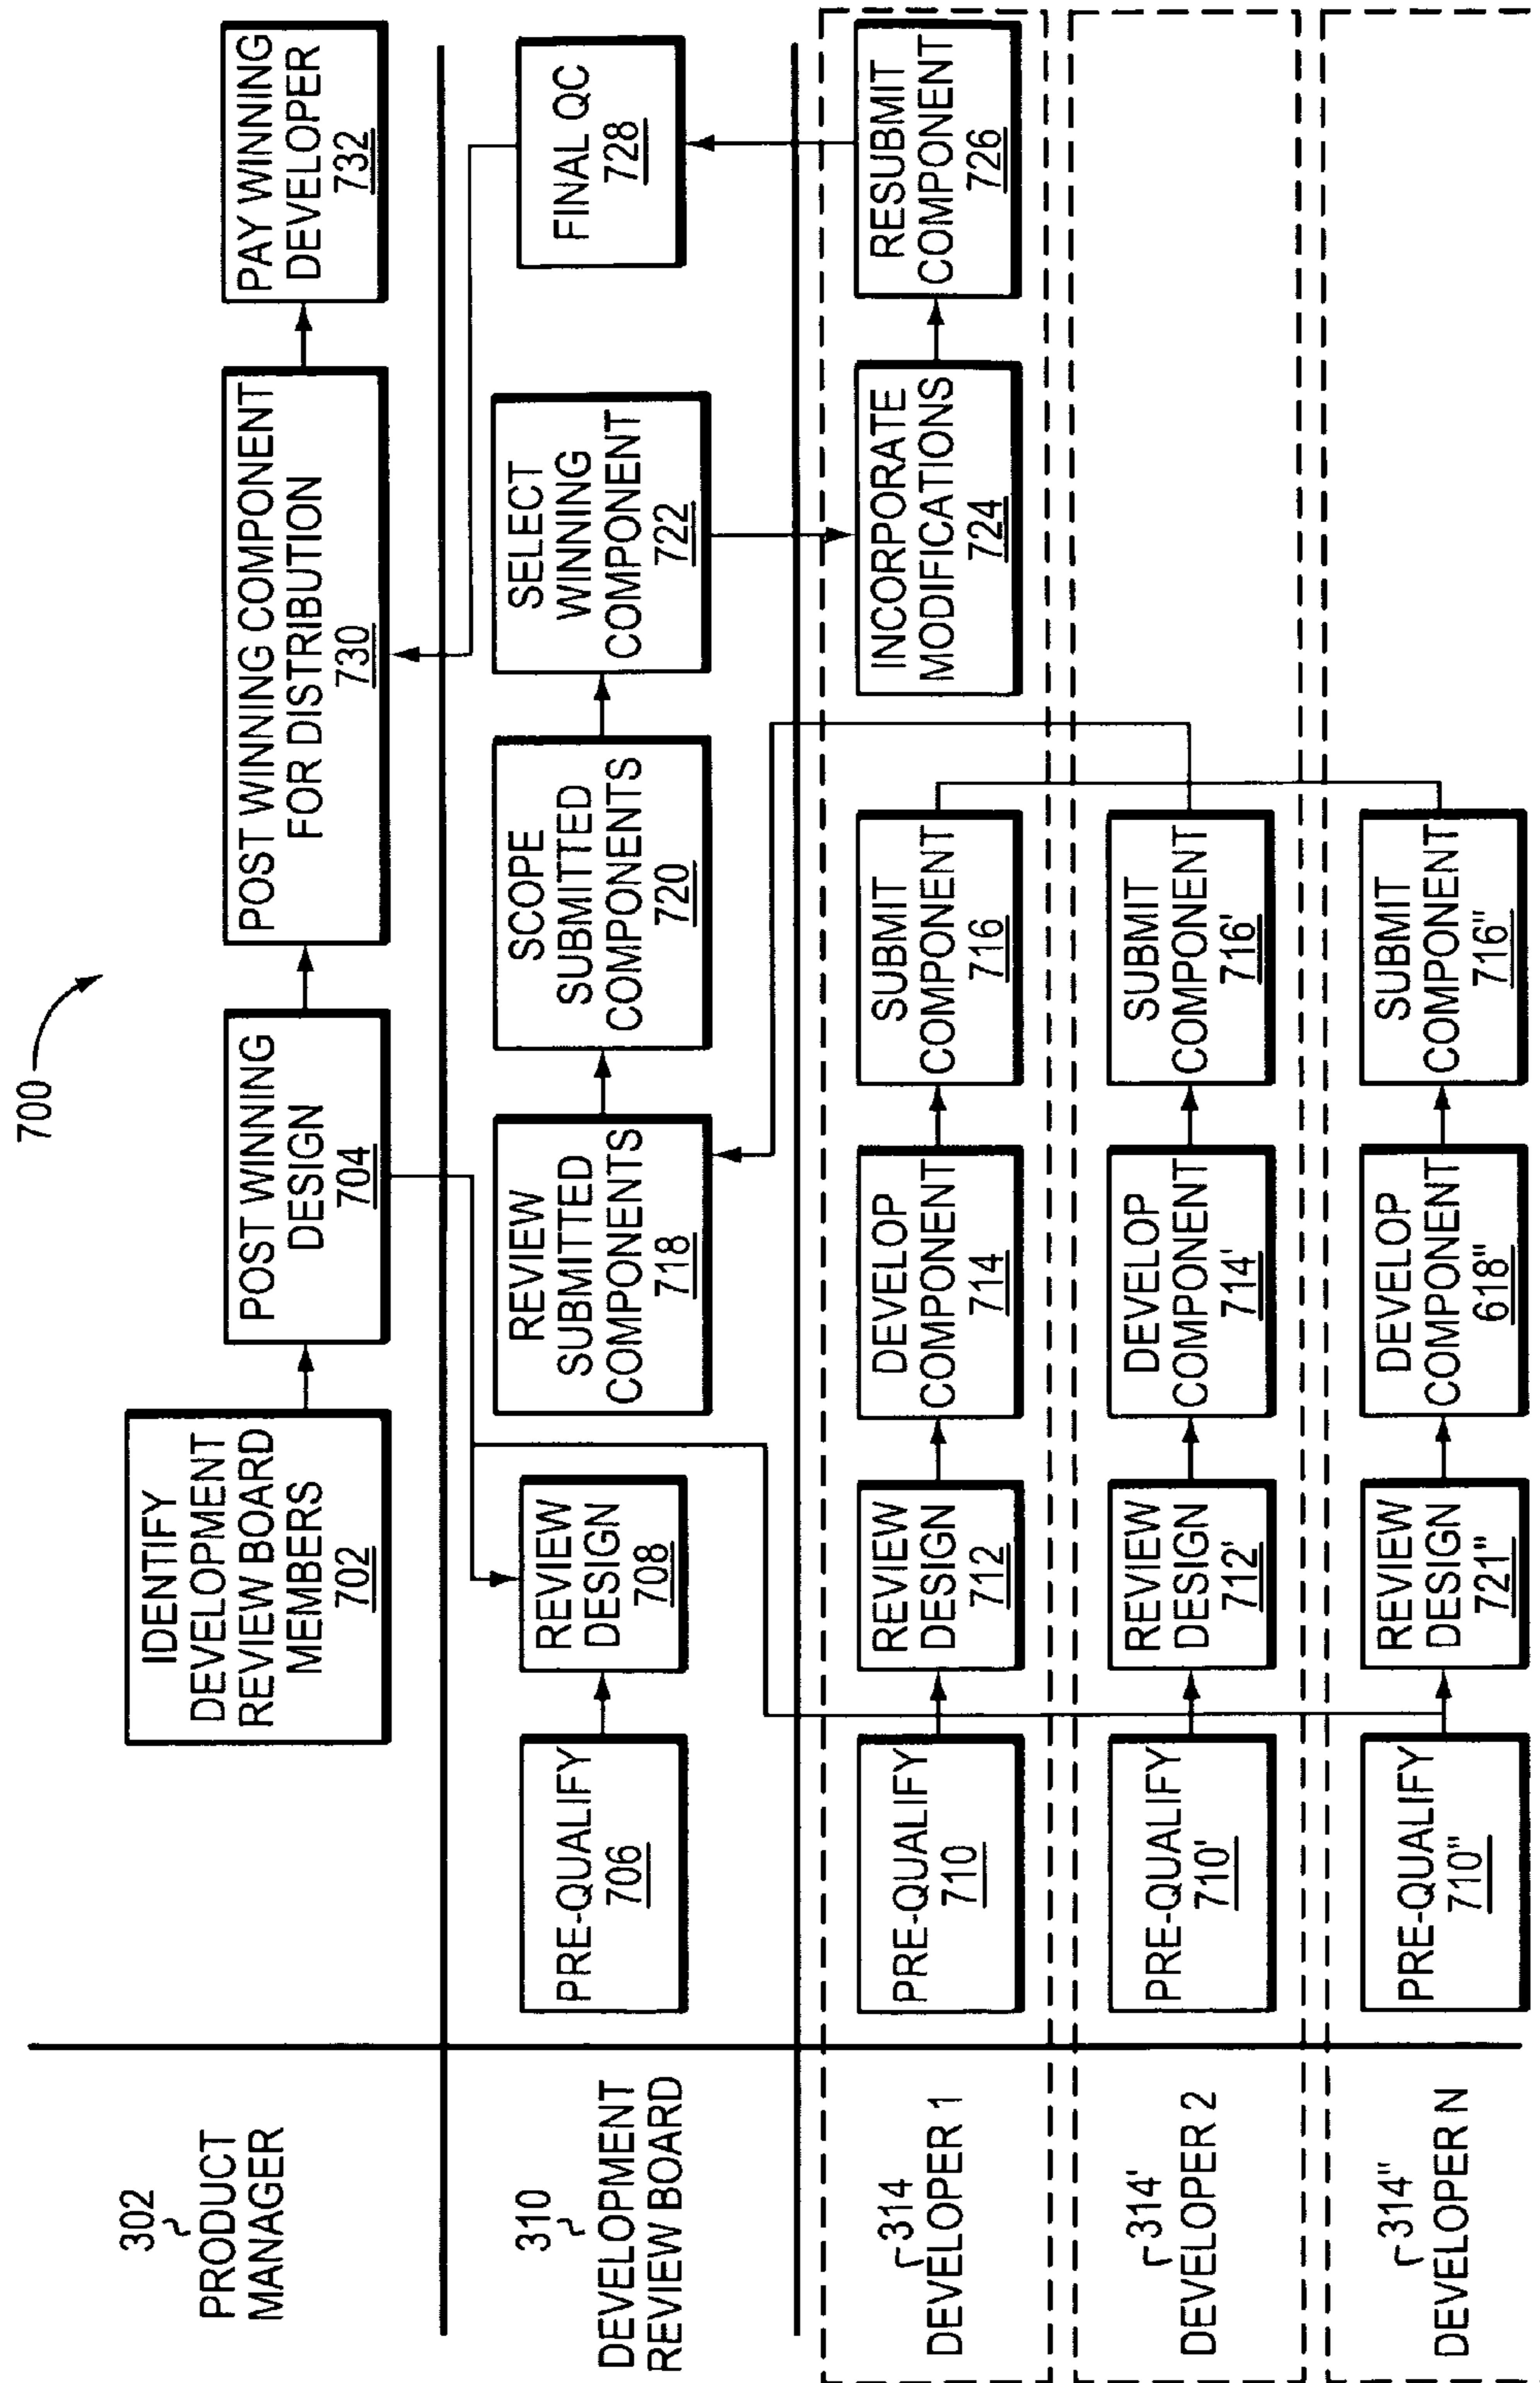 700
302
PRODUCT
MANAGER
IDENTIFY
DEVELOPMENT
REVIEW BOARD
MEMBERS
702
POST WINNING
DESIGN
704
POST WINNING COMPONENT
FOR DISTRIBUTION
730
PAY WINNING
DEVELOPER
732
310
DEVELOPMENT
REVIEW BOARD
PRE-QUALIFY
706
REVIEW
DESIGN
708
REVIEW
SUBMITTED
COMPONENTS
718
SCOPE
SUBMITTED
COMPONENTS
720
SELECT
WINNING
COMPONENT
722
FINAL QC
728
314
DEVELOPER 1
PRE-QUALIFY
710
REVIEW
DESIGN
712
DEVELOP
COMPONENT
714
SUBMIT
COMPONENT
716
INCORPORATE
MODIFICATIONS
724
RESUBMIT
COMPONENT
726
314'
DEVELOPER 2
PRE-QUALIFY
710'
REVIEW
DESIGN
712'
DEVELOP
COMPONENT
714'
SUBMIT
COMPONENT
716'
314"
DEVELOPER N
PRE-QUALIFY
710"
REVIEW
DESIGN
721"
DEVELOP
COMPONENT
618"
SUBMIT
COMPONENT
716"